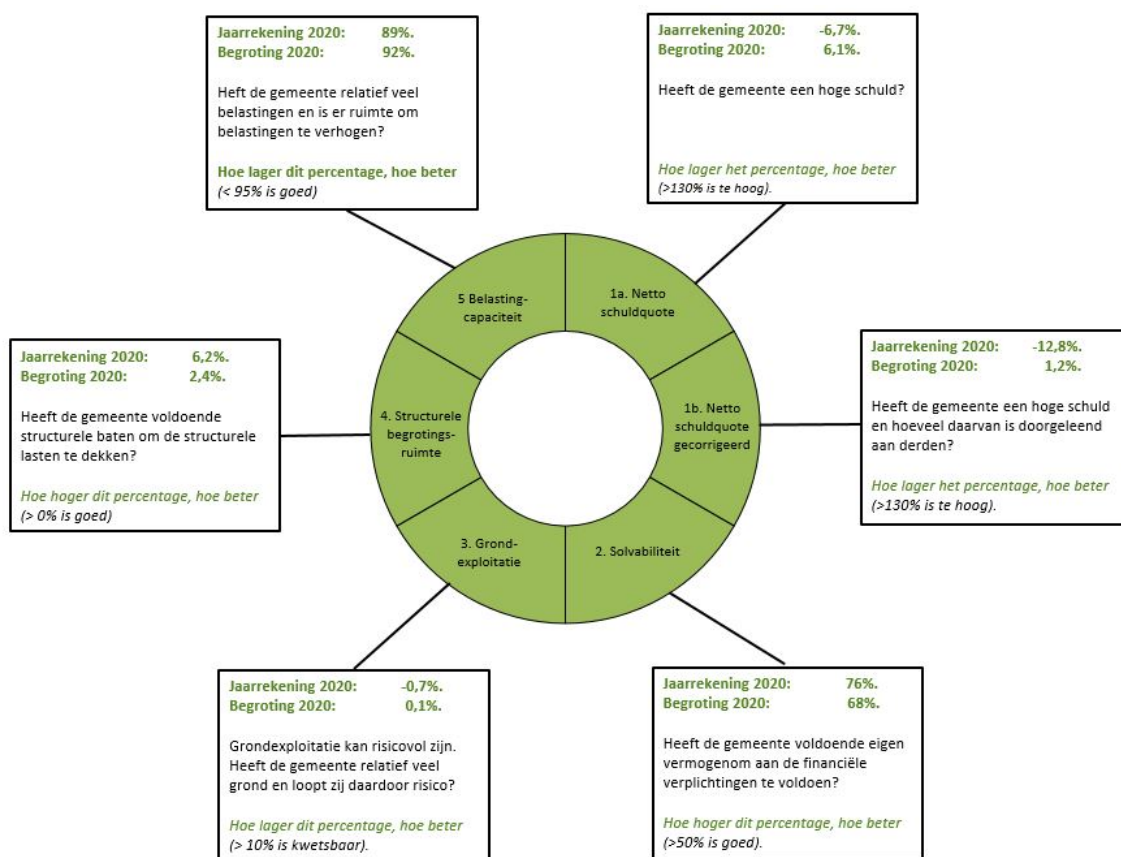 Jaarrekening 2020: 89%.
Begroting 2020: 92%.
Heft de gemeente relatief veel
belastingen en is er ruimte om
belastingen te verhogen?
Hoe lager dit percentage, hoe beter
(< 95% is goed)
Jaarrekening 2020: -6,7%.
Begroting 2020: 6,1%.
Heeft de gemeente een hoge schuld?
Hoe lager het percentage, hoe beter
(>130% is te hoog).
5 Belasting-
capaciteit
1a. Netto
schuldquote
Jaarrekening 2020: 6,2%.
Begroting 2020: 2,4%.
Heeft de gemeente voldoende
structurele baten om de structurele
lasten te dekken?
Hoe hoger dit percentage, hoe beter
(> 0% is goed)
4. Structurele
begrotings-
ruimte
1b. Netto
schuldquote
gecorrigeerd
Jaarrekening 2020: -12,8%.
Begroting 2020: 1,2%.
Heeft de gemeente een hoge schuld
en hoeveel daarvan is doorgeleend
aan derden?
Hoe lager het percentage, hoe beter
(>130% is te hoog).
3. Grond-
exploitatie
2. Solvabiliteit
Jaarrekening 2020: -0,7%.
Begroting 2020: 0,1%.
Grondexploitatie kan risicovol zijn.
Heeft de gemeente relatief veel
grond en loopt zij daardoor risico?
Hoe lager dit percentage, hoe beter
(> 10% is kwetsbaar).
Jaarrekening 2020: 76%.
Begroting 2020: 68%.
Heeft de gemeente voldoende eigen
vermogenom aan de financiële
verplichtingen te voldoen?
Hoe hoger dit percentage, hoe beter
(>50% is goed).